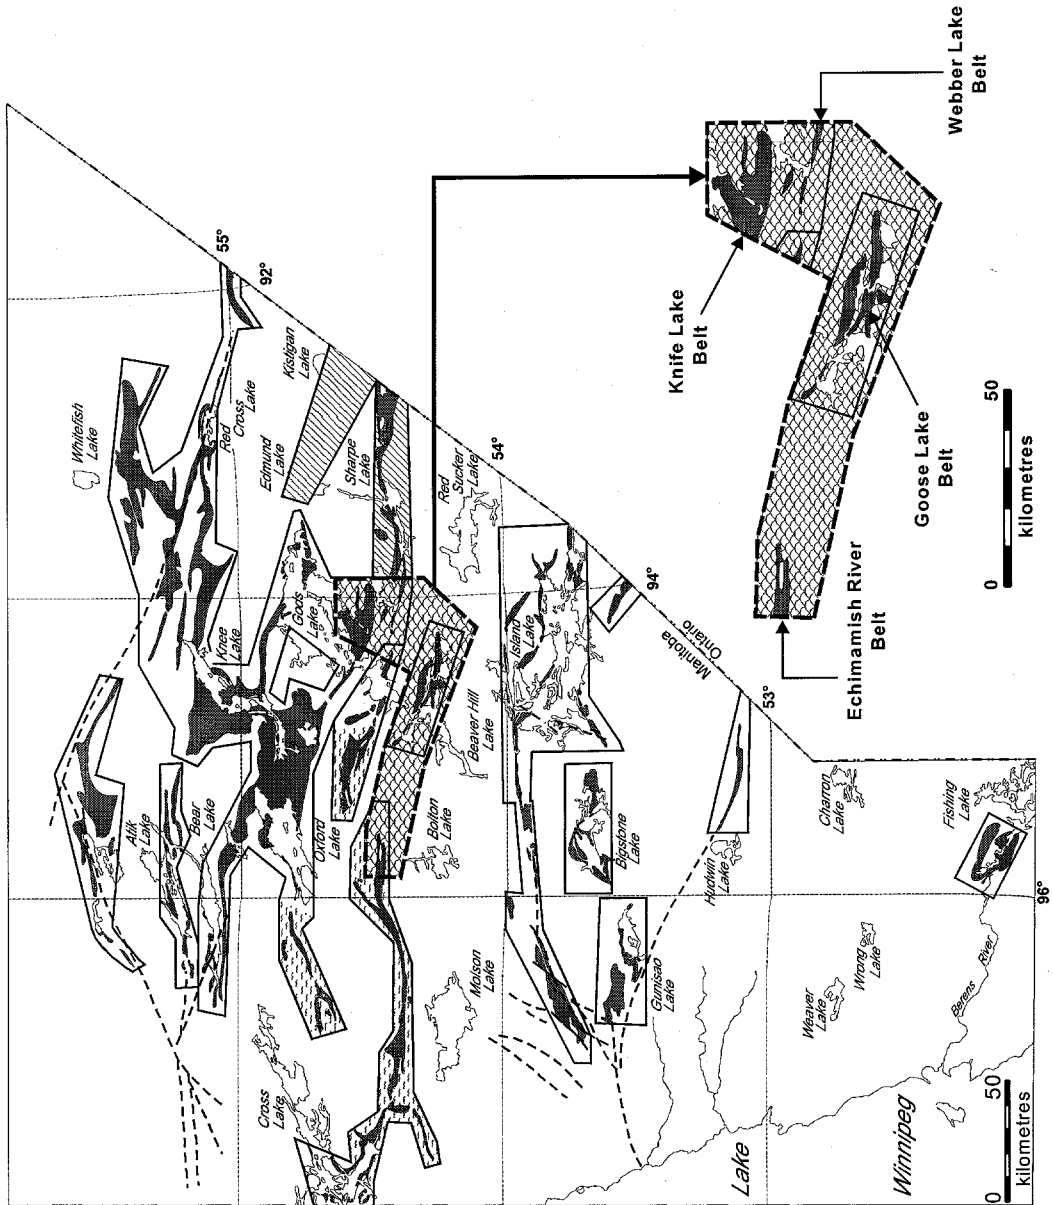 Whitefish
Lake
55°
92°
Red
Cross
Lake
Kistigan
Lake
Edmund
Lake
Sharpe
Lake
Red
Sucker
Lake
54°
94°
Knee
Lake
Gods
Lake
Island
Lake
Manitoba
Ontario
Beaver Hill
Lake
53°
Atik
Lake
Bear
Lake
Oxford
Lake
Bolton
Lake
Bigstone
Lake
Hudwin
Lake
Charron
Lake
Fishing
Lake
96°
Cross
Lake
Molson
Lake
Gunisao
Lake
Weaver
Lake
Wrong
Lake
Berens
River
Lake
Winnipeg
0
50
kilometres
Webber Lake
Belt
Knife Lake
Belt
Goose Lake
Belt
Echimamish River
Belt
0
50
kilometres